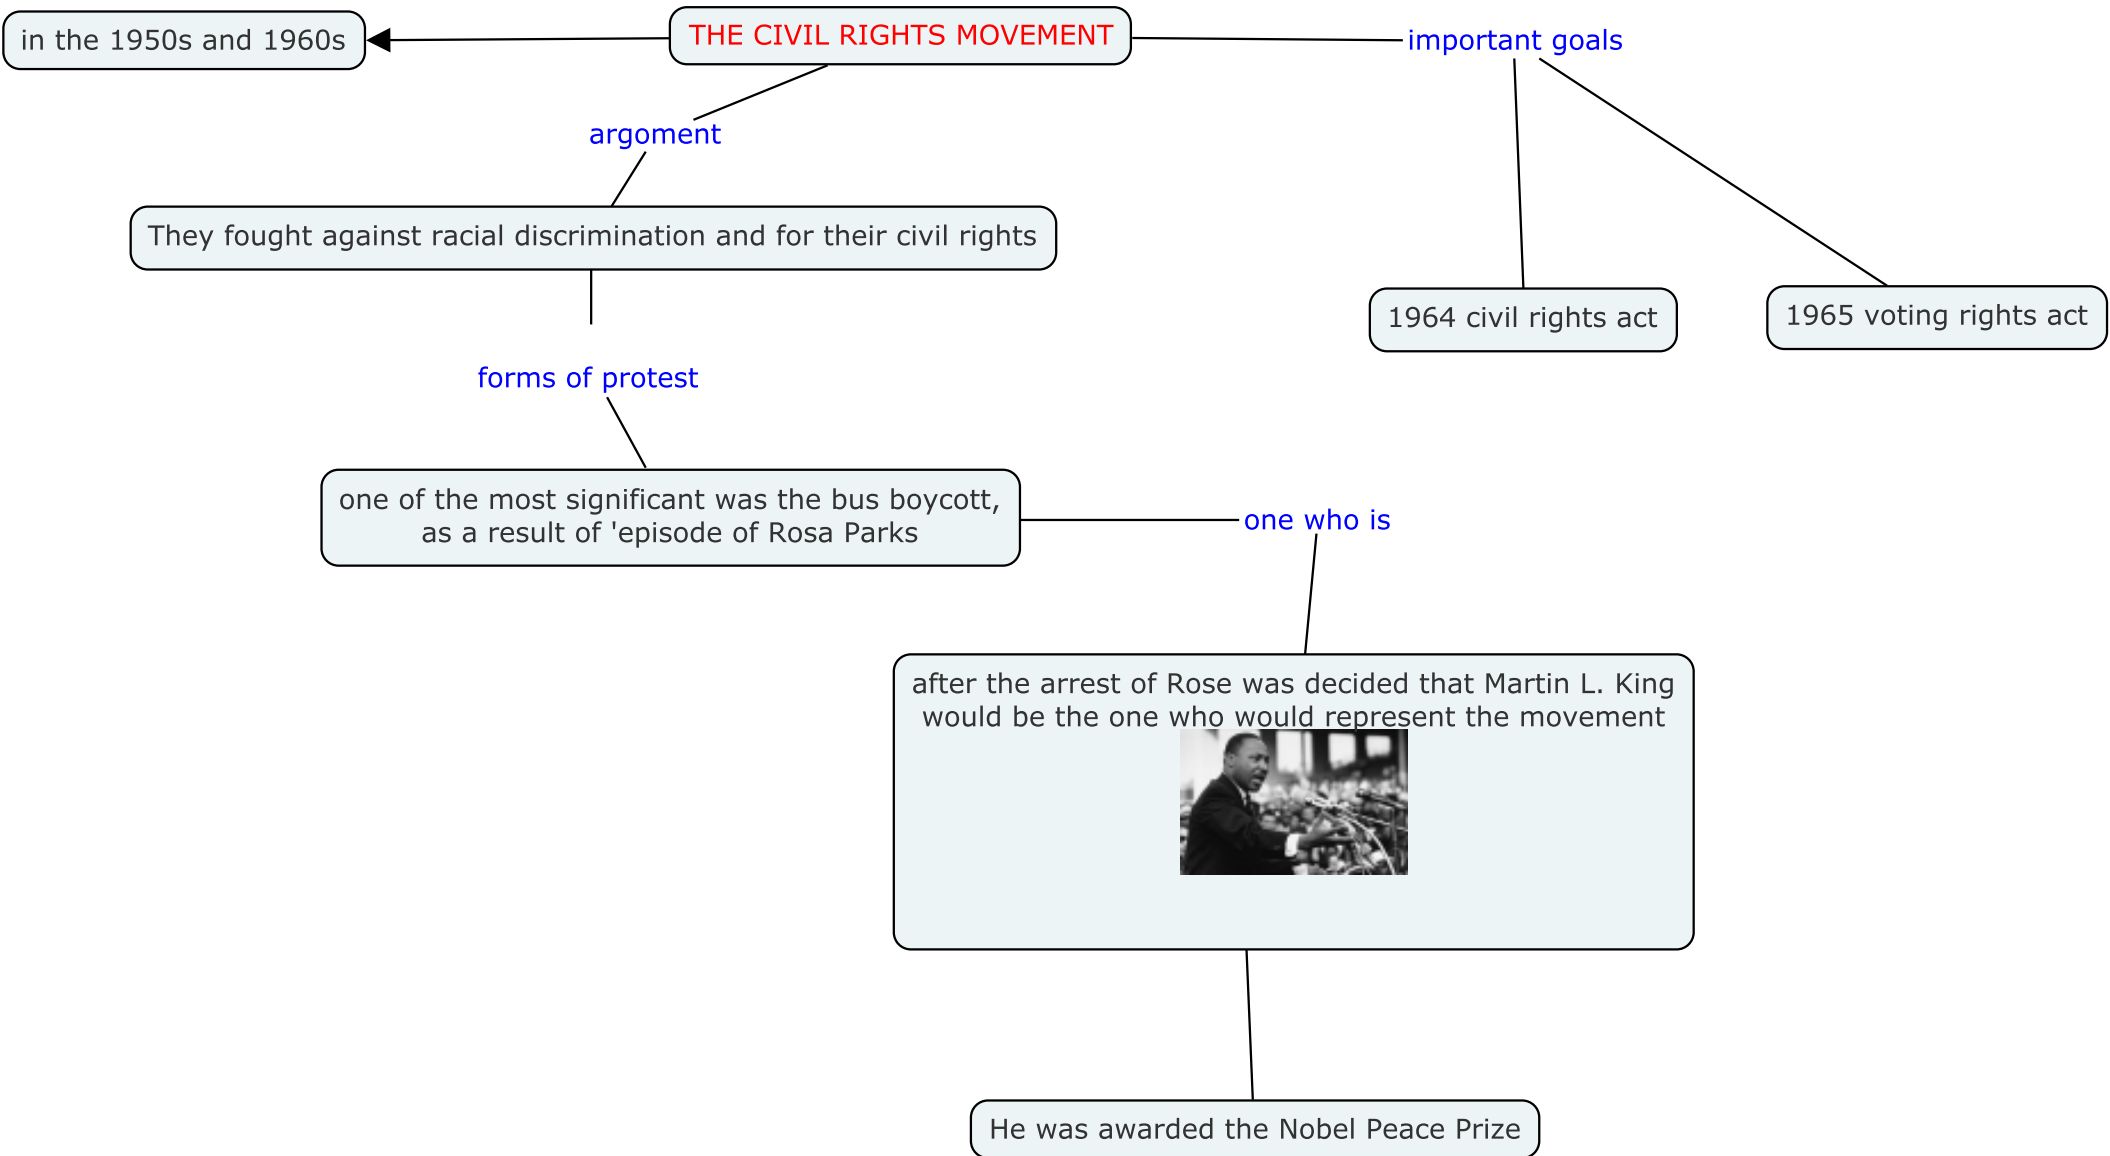 in the 1950s and 1960s
THE CIVIL RIGHTS MOVEMENT
important goals
argoment
They fought against racial discrimination and for their civil rights
1964 civil rights act
1965 voting rights act
forms of protest
one of the most significant was the bus boycott,
as a result of 'episode of Rosa Parks
one who is
after the arrest of Rose was decided that Martin L. King
would be the one who would represent the movement
He was awarded the Nobel Peace Prize